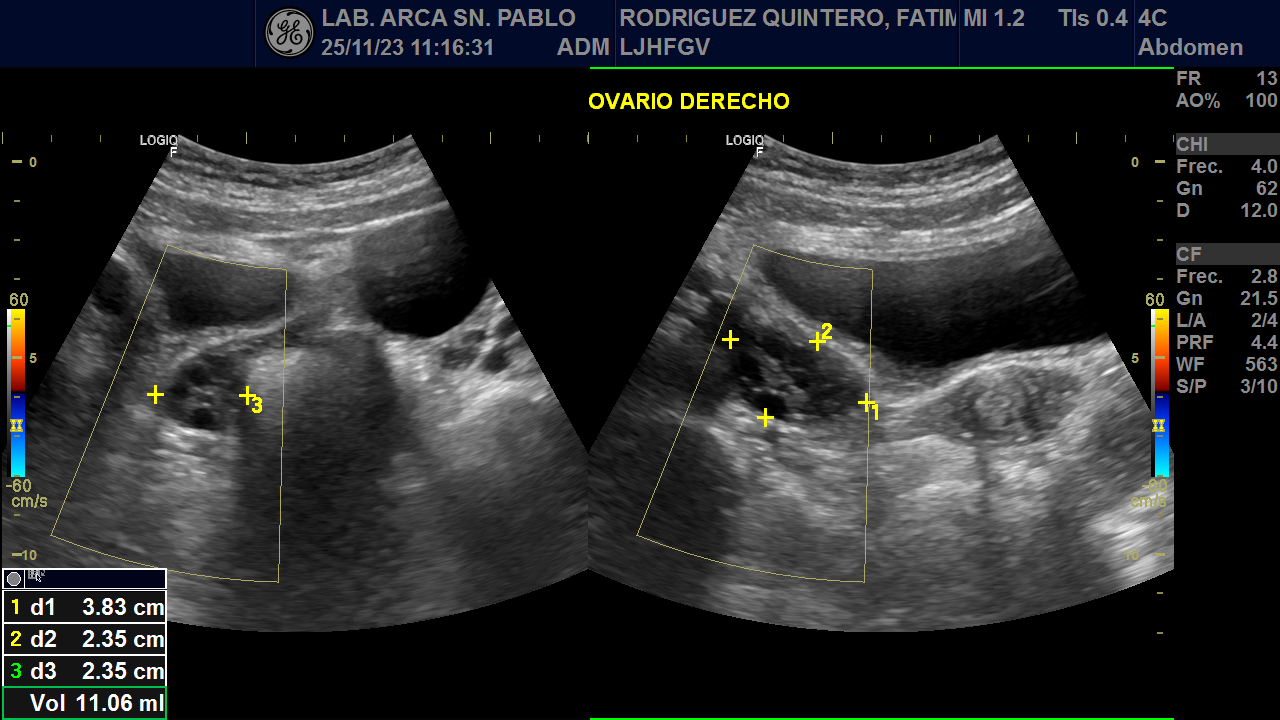 LAB. ARCA SN. PABLO
25/11/23 11:16:31 ADM
RODRIGUEZ QUINTERO, FATIM
LJHFGV
MI 1.2 TIs 0.4
4C
Abdomen
FR 13
AO% 100
CHI
Frec. 4.0
Gn 62
D 12.0
CF
Frec. 2.8
Gn 21.5
L/A 2/4
PRF 4.4
WF 563
S/P 3/10
OVARIO DERECHO
LOGIQ
F
0
5
10
60
-60
cm/s
3
LOGIQ
F
0
5
10
60
-60
cm/s
2
1
1 d1 3.83 cm
2 d2 2.35 cm
3 d3 2.35 cm
Vol 11.06 ml